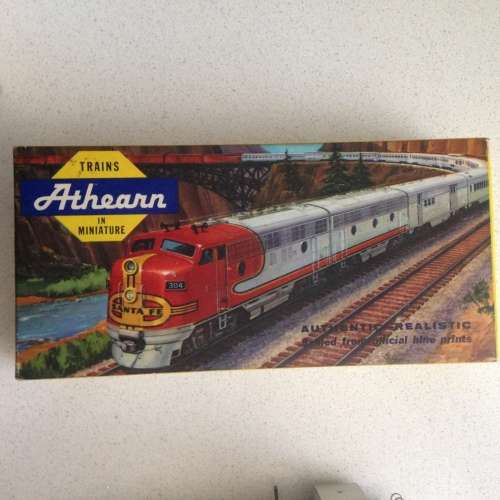 TRAINS
Athearn
IN
MINIATURE
304
SANTA FE
AUTHENTIC REALISTIC
Scaled from official blue prints